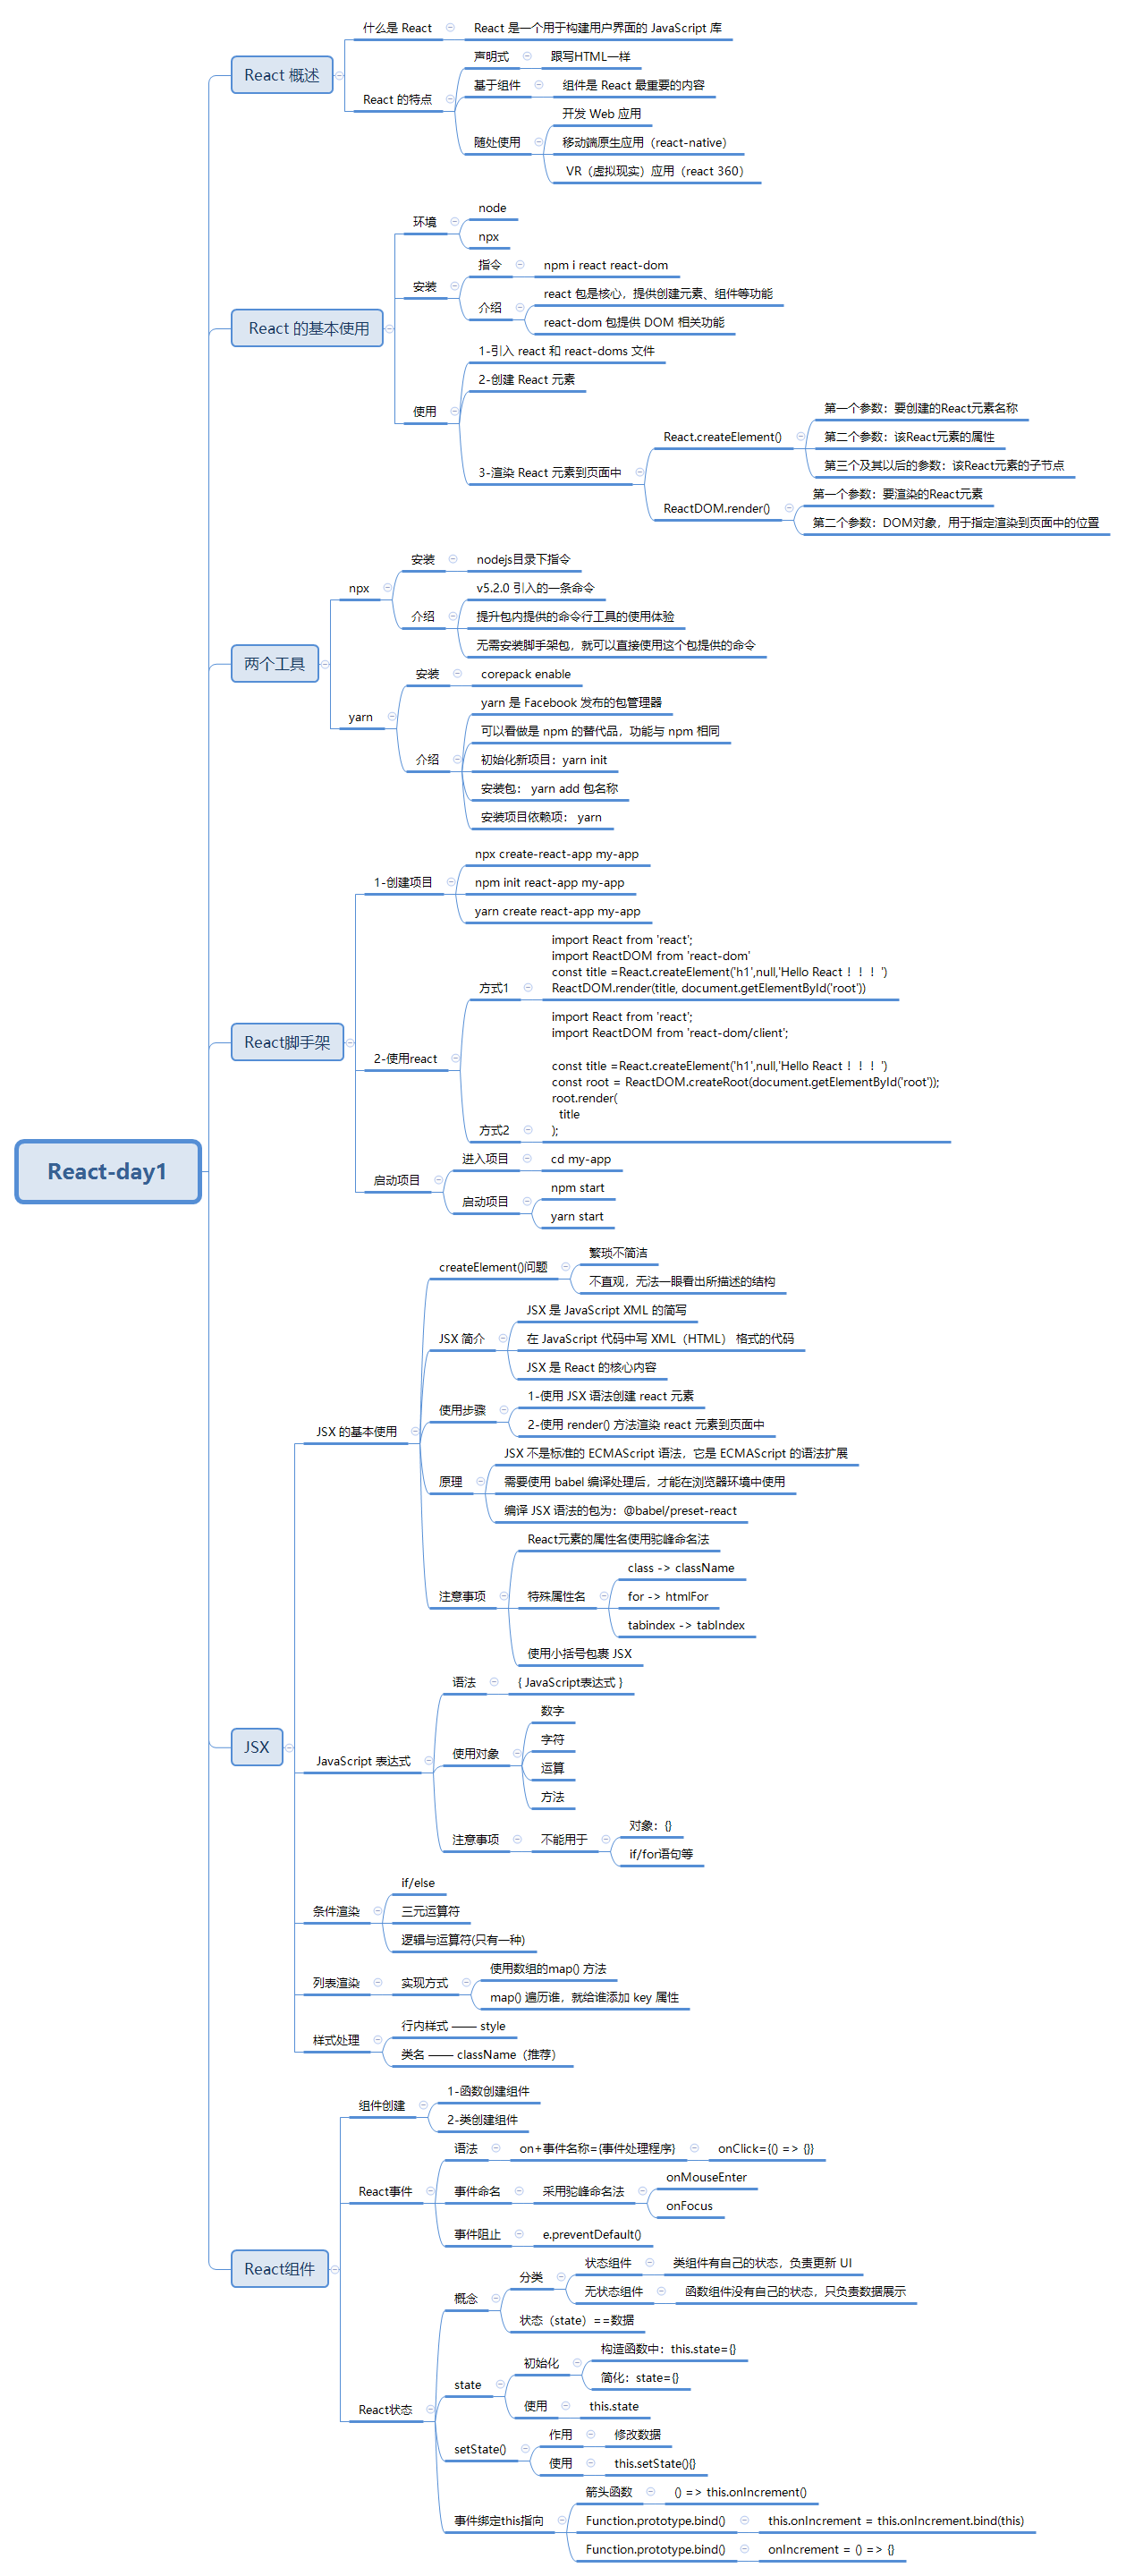 React-day1
React 概述
什么是 React
React 是一个用于构建用户界面的 JavaScript 库
React 的特点
声明式
跟写HTML一样
基于组件
组件是 React 最重要的内容
随处使用
开发 Web 应用
移动端原生应用（react-native）
VR（虚拟现实）应用（react 360）
React 的基本使用
环境
node
npx
安装
指令
npm i react react-dom
介绍
react 包是核心，提供创建元素、组件等功能
react-dom 包提供 DOM 相关功能
使用
1-引入 react 和 react-doms 文件
2-创建 React 元素
3-渲染 React 元素到页面中
React.createElement()
第一个参数：要创建的React元素名称
第二个参数：该React元素的属性
第三个及其以后的参数：该React元素的子节点
ReactDOM.render()
第一个参数：要渲染的React元素
第二个参数：DOM对象，用于指定渲染到页面中的位置
两个工具
npx
安装
nodejs目录下指令
介绍
v5.2.0 引入的一条命令
提升包内提供的命令行工具的使用体验
无需安装脚手架包，就可以直接使用这个包提供的命令
yarn
安装
corepack enable
介绍
yarn 是 Facebook 发布的包管理器
可以看做是 npm 的替代品，功能与 npm 相同
初始化新项目：yarn init
安装包： yarn add 包名称
安装项目依赖项： yarn
React脚手架
1-创建项目
npx create-react-app my-app
npm init react-app my-app
yarn create react-app my-app
2-使用react
方式1
import React from 'react';
import ReactDOM from 'react-dom'
const title =React.createElement('h1',null,'Hello React！！！')
ReactDOM.render(title, document.getElementById('root'))
方式2
import React from 'react';
import ReactDOM from 'react-dom/client';
const title =React.createElement('h1',null,'Hello React！！！')
const root = ReactDOM.createRoot(document.getElementById('root'));
root.render(
title
);
启动项目
进入项目
cd my-app
启动项目
npm start
yarn start
JSX
JSX 的基本使用
createElement()问题
繁琐不简洁
不直观，无法一眼看出所描述的结构
JSX 简介
JSX 是 JavaScript XML 的简写
在 JavaScript 代码中写 XML（HTML） 格式的代码
JSX 是 React 的核心内容
使用步骤
1-使用 JSX 语法创建 react 元素
2-使用 render() 方法渲染 react 元素到页面中
原理
JSX 不是标准的 ECMAScript 语法，它是 ECMAScript 的语法扩展
需要使用 babel 编译处理后，才能在浏览器环境中使用
编译 JSX 语法的包为：@babel/preset-react
注意事项
React元素的属性名使用驼峰命名法
特殊属性名
class -> className
for -> htmlFor
tabindex -> tabIndex
使用小括号包裹 JSX
JavaScript 表达式
语法
{ JavaScript表达式 }
使用对象
数字
字符
运算
方法
注意事项
不能用于
对象：{}
if/for语句等
条件渲染
if/else
三元运算符
逻辑与运算符(只有一种)
列表渲染
实现方式
使用数组的map() 方法
map() 遍历谁，就给谁添加 key 属性
样式处理
行内样式 —— style
类名 —— className（推荐）
React组件
组件创建
1-函数创建组件
2-类创建组件
React事件
语法
on+事件名称={事件处理程序}
onClick={() => {}}
事件命名
采用驼峰命名法
onMouseEnter
onFocus
事件阻止
e.preventDefault()
React状态
概念
分类
状态组件
类组件有自己的状态，负责更新 UI
无状态组件
函数组件没有自己的状态，只负责数据展示
状态（state）==数据
state
初始化
构造函数中：this.state={}
简化：state={}
使用
this.state
setState()
作用
修改数据
使用
this.setState(){}
事件绑定this指向
箭头函数
() => this.onIncrement()
Function.prototype.bind()
this.onIncrement = this.onIncrement.bind(this)
Function.prototype.bind()
onIncrement = () => {}